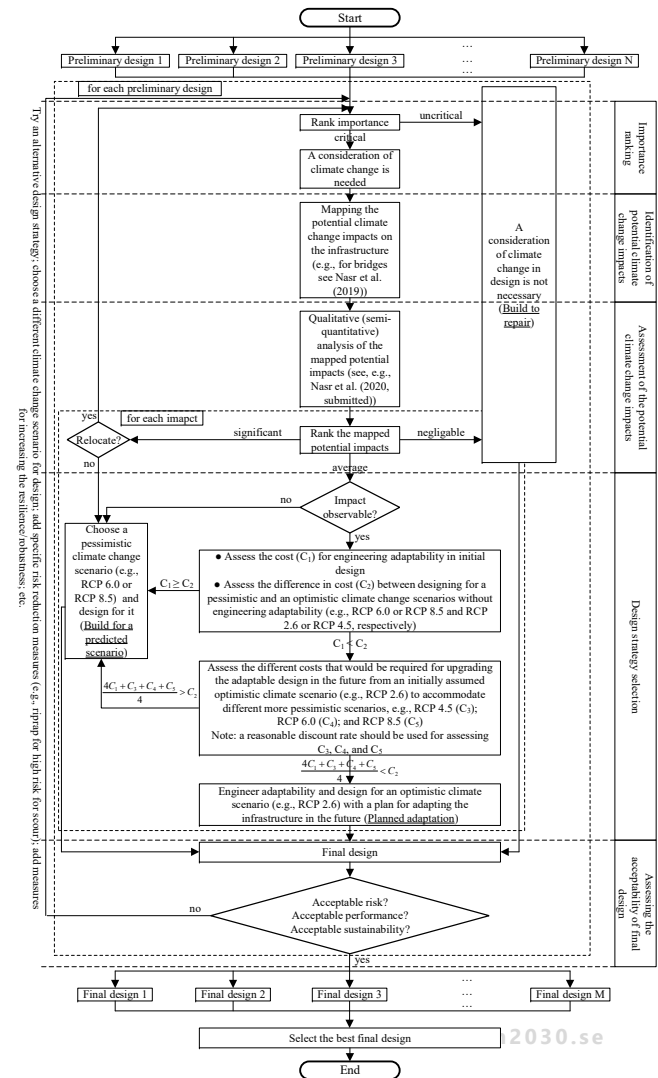 Start
Preliminary design 1
Preliminary design 2
Preliminary design 3
...
...
Preliminary design N
for each preliminary design
Rank importance
uncritical
critical
A consideration of
climate change is
needed
Importance
ranking
Mapping the
potential climate
change impacts on
the infrastructure
(e.g., for bridges
see Nasr et al.
(2019))
A
consideration
of climate
change in
design is not
necessary
(Build to
repair)
Identification of
potential climate
change impacts
Qualitative (semi-
quantitative)
analysis of the
mapped potential
impacts (see, e.g.,
Nasr et al. (2020,
submitted))
Assessment of the potential
climate change impacts
for each imapct
yes
Relocate?
significant
Rank the mapped
potential impacts
negligable
no
average
no
Impact
observable?
yes
Choose a
pessimistic
climate change
scenario (e.g.,
RCP 6.0 or
RCP 8.5) and
design for it
(Build for a
predicted
scenario)
C1 ≥ C2
● Assess the cost (C1) for engineering adaptability in initial
design
● Assess the difference in cost (C2) between designing for a
pessimistic and an optimistic climate change scenarios without
engineering adaptability (e.g., RCP 6.0 or RCP 8.5 and RCP
2.6 or RCP 4.5, respectively)
C1 < C2
Design strategy selection
(4C1 + C3 + C4 + C5)/4 > C2
Assess the different costs that would be required for upgrading
the adaptable design in the future from an initially assumed
optimistic climate scenario (e.g., RCP 2.6) to accommodate
different more pessimistic scenarios, e.g., RCP 4.5 (C3);
RCP 6.0 (C4); and RCP 8.5 (C5)
Note: a reasonable discount rate should be used for assessing
C3, C4, and C5
(4C1 + C3 + C4 + C5)/4 < C2
Engineer adaptability and design for an optimistic climate
scenario (e.g., RCP 2.6) with a plan for adapting the
infrastructure in the future (Planned adaptation)
Final design
Acceptable risk?
Acceptable performance?
Acceptable sustainability?
no
yes
Assessing the
acceptability of final
design
Try an alternative design strategy; choose a different climate change scenario for design; add specific risk reduction measures (e.g., riprap for high risk for scour); add measures
for increasing the resilience/robustness; etc.
Final design 1
Final design 2
Final design 3
...
...
Final design M
Select the best final design
End
2030.se